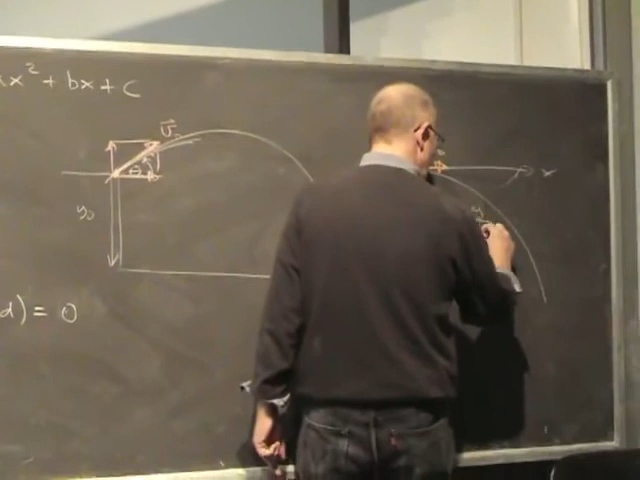 x² + bx + c
v₀
θ
y₀
x
y
d) = 0